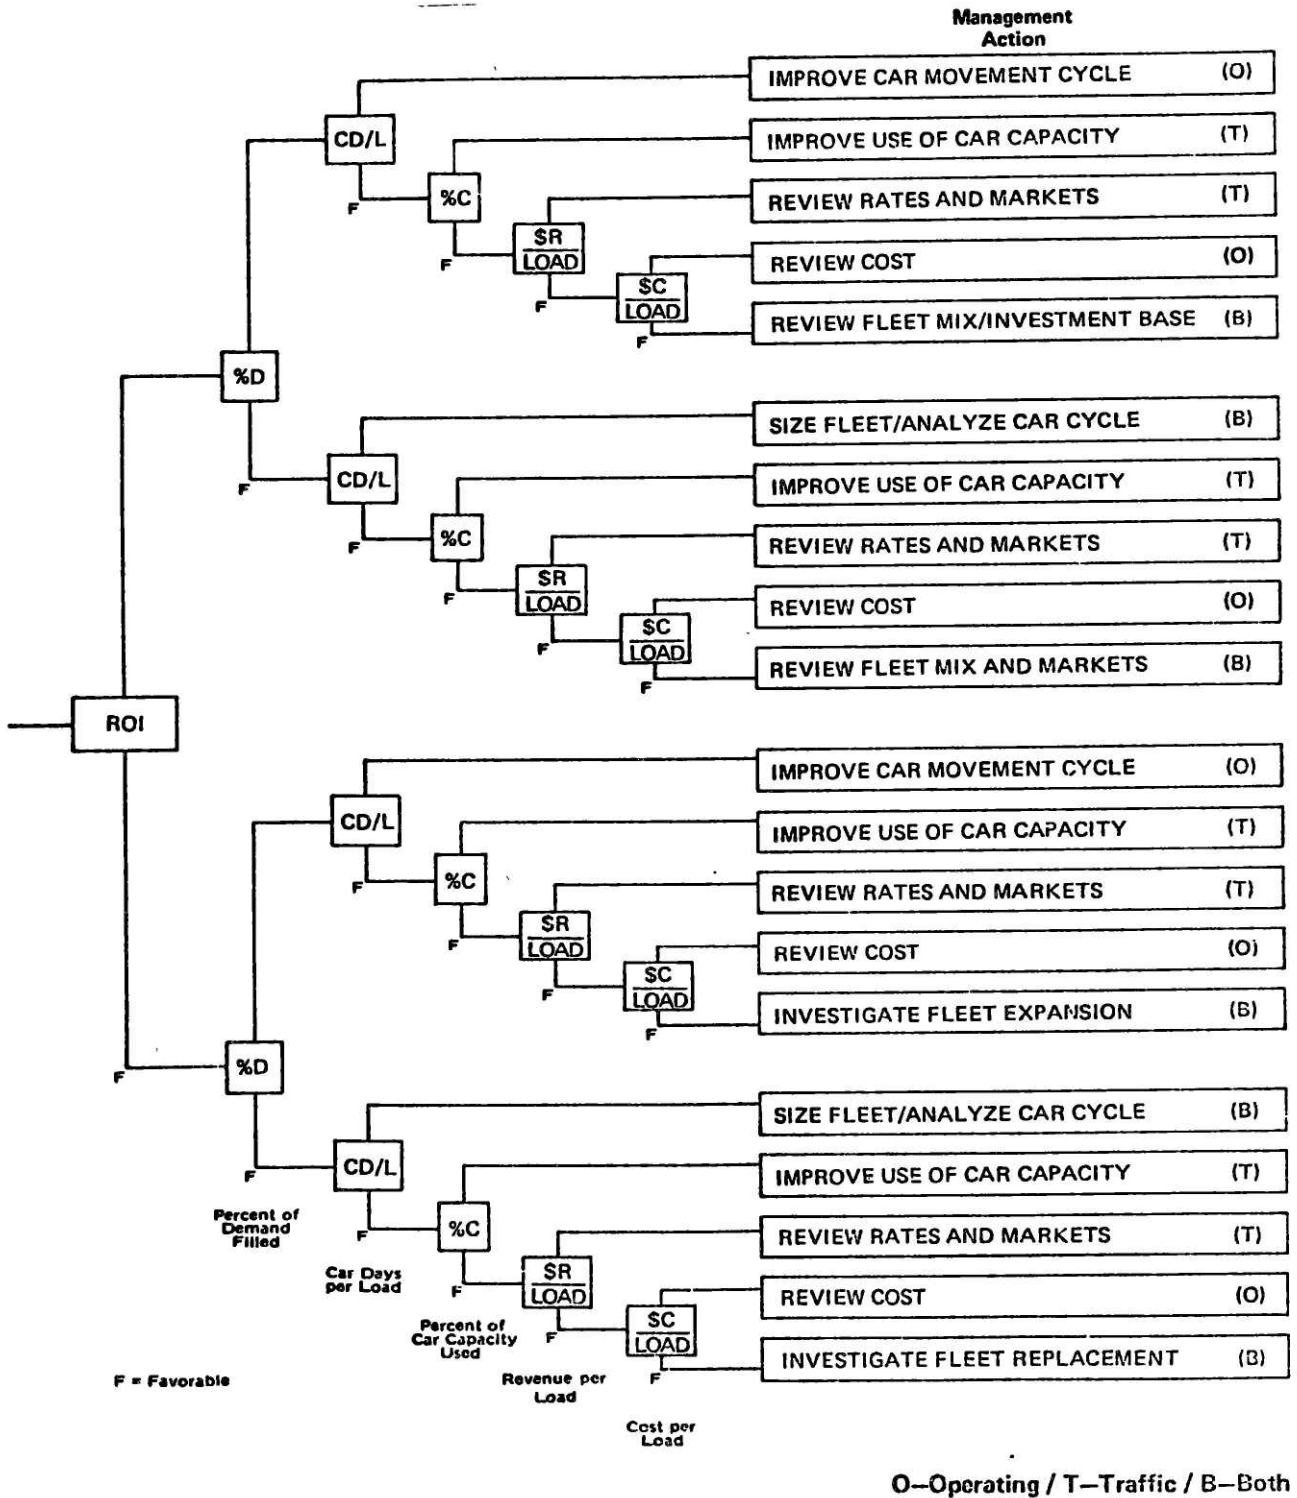 Management
Action
IMPROVE CAR MOVEMENT CYCLE (O)
CD/L
IMPROVE USE OF CAR CAPACITY (T)
F
%C
REVIEW RATES AND MARKETS (T)
F
$R
LOAD
REVIEW COST (O)
F
$C
LOAD
REVIEW FLEET MIX/INVESTMENT BASE (B)
F
%D
SIZE FLEET/ANALYZE CAR CYCLE (B)
F
CD/L
IMPROVE USE OF CAR CAPACITY (T)
F
%C
REVIEW RATES AND MARKETS (T)
F
$R
LOAD
REVIEW COST (O)
F
$C
LOAD
REVIEW FLEET MIX AND MARKETS (B)
F
ROI
IMPROVE CAR MOVEMENT CYCLE (O)
CD/L
IMPROVE USE OF CAR CAPACITY (T)
F
%C
REVIEW RATES AND MARKETS (T)
F
$R
LOAD
REVIEW COST (O)
F
$C
LOAD
INVESTIGATE FLEET EXPANSION (B)
F
F
%D
SIZE FLEET/ANALYZE CAR CYCLE (B)
F
CD/L
IMPROVE USE OF CAR CAPACITY (T)
F
%C
REVIEW RATES AND MARKETS (T)
F
$R
LOAD
REVIEW COST (O)
F
$C
LOAD
INVESTIGATE FLEET REPLACEMENT (B)
F
Percent of
Demand
Filled
Car Days
per Load
Percent of
Car Capacity
Used
Revenue per
Load
Cost per
Load
F = Favorable
O—Operating / T—Traffic / B—Both